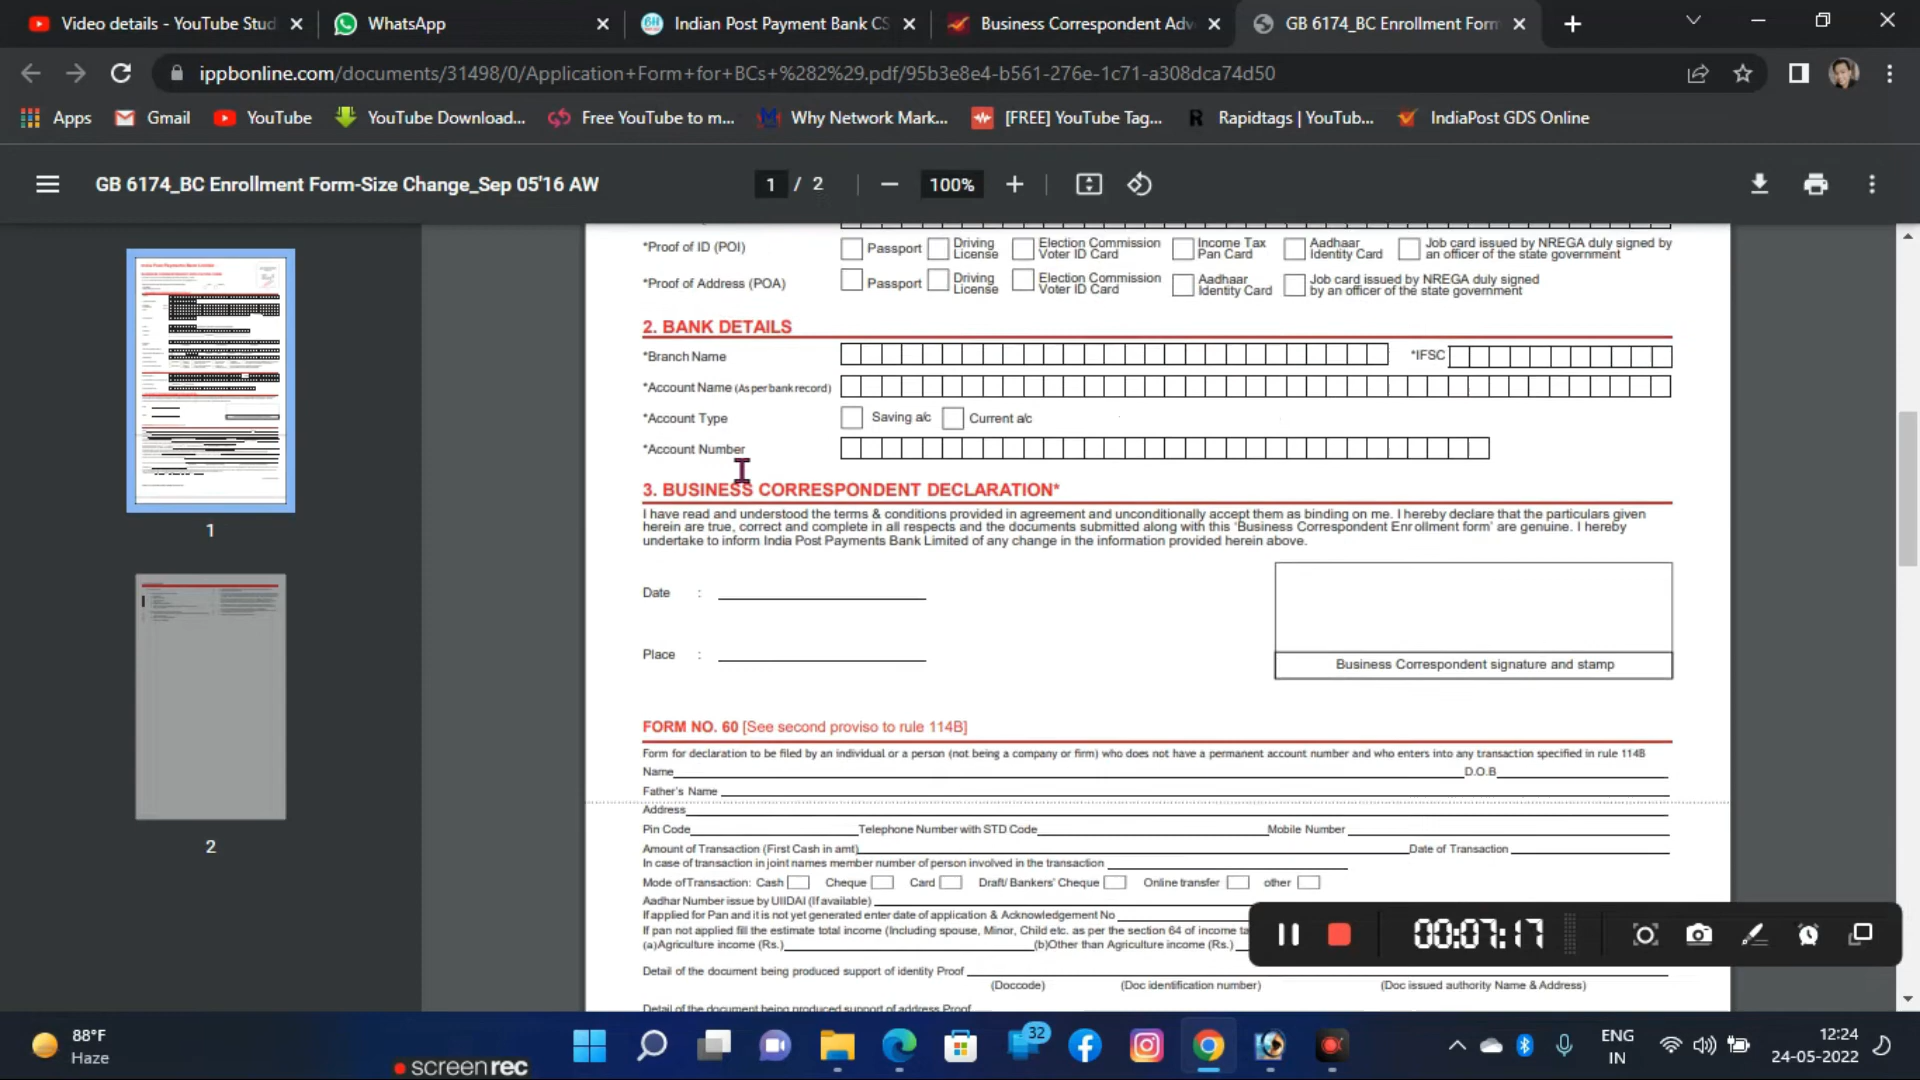 Video details - YouTube Stud
WhatsApp
Indian Post Payment Bank CS
Business Correspondent Adv
GB 6174_BC Enrollment Form
ippbonline.com/documents/31498/0/Application+Form+for+BCs+%282%29.pdf/95b3e8e4-b561-276e-1c71-a308dca74d50
Apps
Gmail
YouTube
YouTube Download...
Free YouTube to m...
Why Network Mark...
[FREE] YouTube Tag...
Rapidtags | YouTub...
IndiaPost GDS Online
GB 6174_BC Enrollment Form-Size Change_Sep 05'16 AW
1 / 2
100%
*Proof of ID (POI) Passport Driving License Election Commission Voter ID Card Income Tax Pan Card Aadhaar Identity Card Job card issued by NREGA duly signed by an officer of the state government
*Proof of Address (POA) Passport Driving License Election Commission Voter ID Card Aadhaar Identity Card Job card issued by NREGA duly signed by an officer of the state government
2. BANK DETAILS
*Branch Name *IFSC
*Account Name (As per bank record)
*Account Type Saving a/c Current a/c
*Account Number
3. BUSINESS CORRESPONDENT DECLARATION*
I have read and understood the terms & conditions provided in agreement and unconditionally accept them as binding on me. I hereby declare that the particulars given
herein are true, correct and complete in all respects and the documents submitted along with this 'Business Correspondent Enrollment form' are genuine. I hereby
undertake to inform India Post Payments Bank Limited of any change in the information provided herein above.
Date :
Place :
Business Correspondent signature and stamp
FORM NO. 60 [See second proviso to rule 114B]
Form for declaration to be filed by an individual or a person (not being a company or firm) who does not have a permanent account number and who enters into any transaction specified in rule 114B
Name D.O.B
Father's Name
Address
Pin Code Telephone Number with STD Code Mobile Number
Amount of Transaction (First Cash in amt) Date of Transaction
In case of transaction in joint names member number of person involved in the transaction
Mode of Transaction: Cash Cheque Card Draft/ Bankers' Cheque Online transfer other
Aadhar Number issue by UIIDAI (If available)
If applied for Pan and it is not yet generated enter date of application & Acknowledgement No
If pan not applied fill the estimate total income (Including spouse, Minor, Child etc. as per the section 64 of income ta
(a)Agriculture income (Rs.) (b)Other than Agriculture income (Rs.)
Detail of the document being produced support of identity Proof
(Doccode) (Doc identification number) (Doc issued authority Name & Address)
Detail of the document being produced support of address Proof
1
2
00:07:17
88°F
Haze
screenrec
32
ENG
IN
12:24
24-05-2022